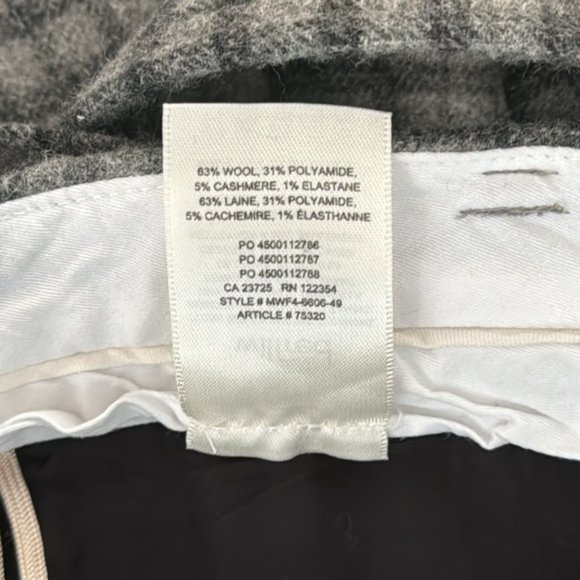 63% WOOL, 31% POLYAMIDE,
5% CASHMERE, 1% ELASTANE
63% LAINE, 31% POLYAMIDE,
5% CACHEMIRE, 1% ÉLASTHANNE
PO 4500112786
PO 4500112787
PO 4500112788
CA 23725 RN 122354
STYLE # MWF4-6606-49
ARTICLE # 75320